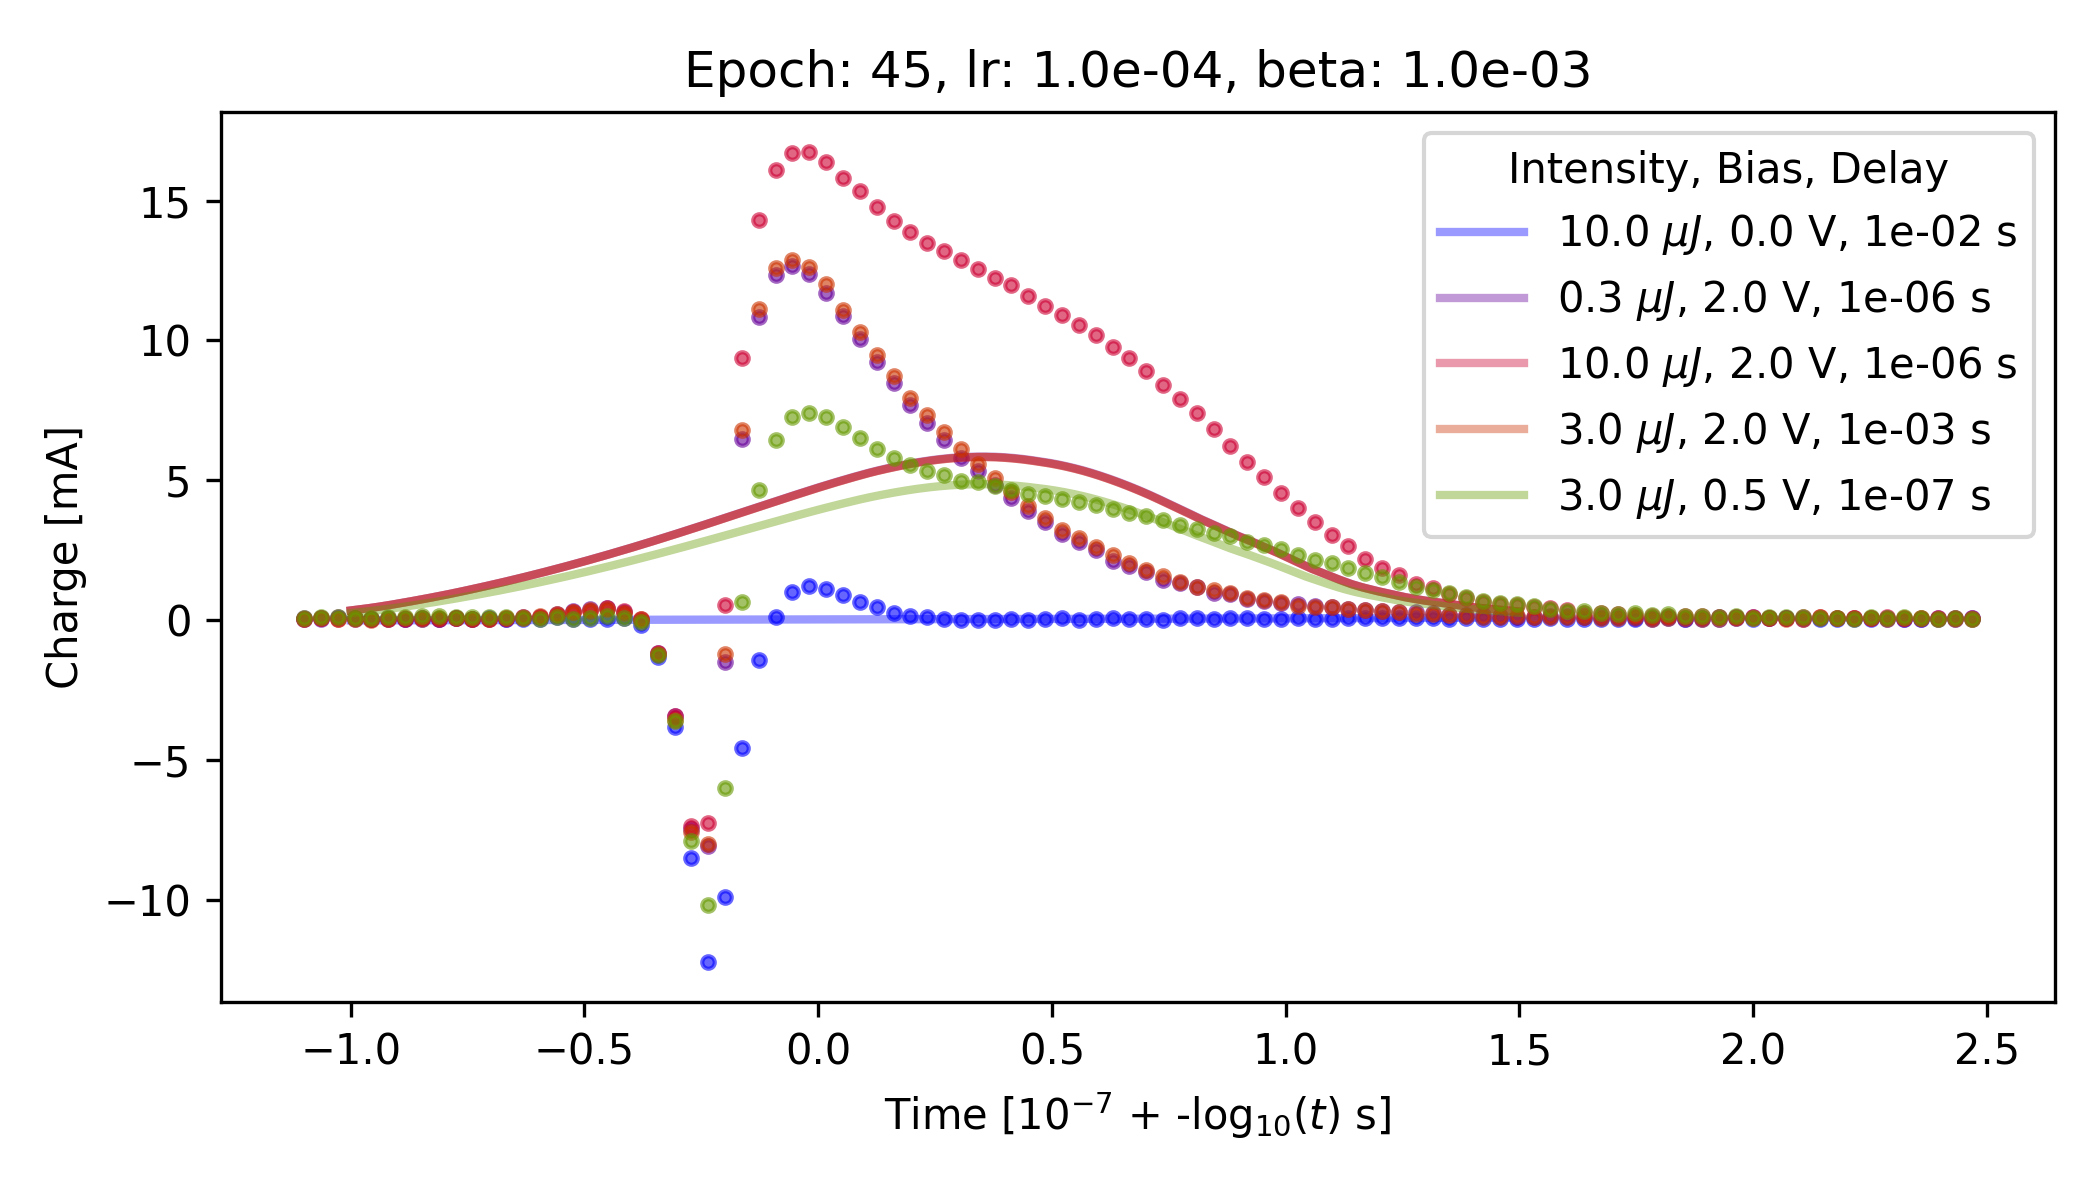 Epoch: 45, lr: 1.0e-04, beta: 1.0e-03
Intensity, Bias, Delay
10.0 μJ, 0.0 V, 1e-02 s
0.3 μJ, 2.0 V, 1e-06 s
10.0 μJ, 2.0 V, 1e-06 s
3.0 μJ, 2.0 V, 1e-03 s
3.0 μJ, 0.5 V, 1e-07 s
Charge [mA]
15
10
5
0
−5
−10
−1.0 −0.5 0.0 0.5 1.0 1.5 2.0 2.5
Time [10⁻⁷ + -log₁₀(t) s]